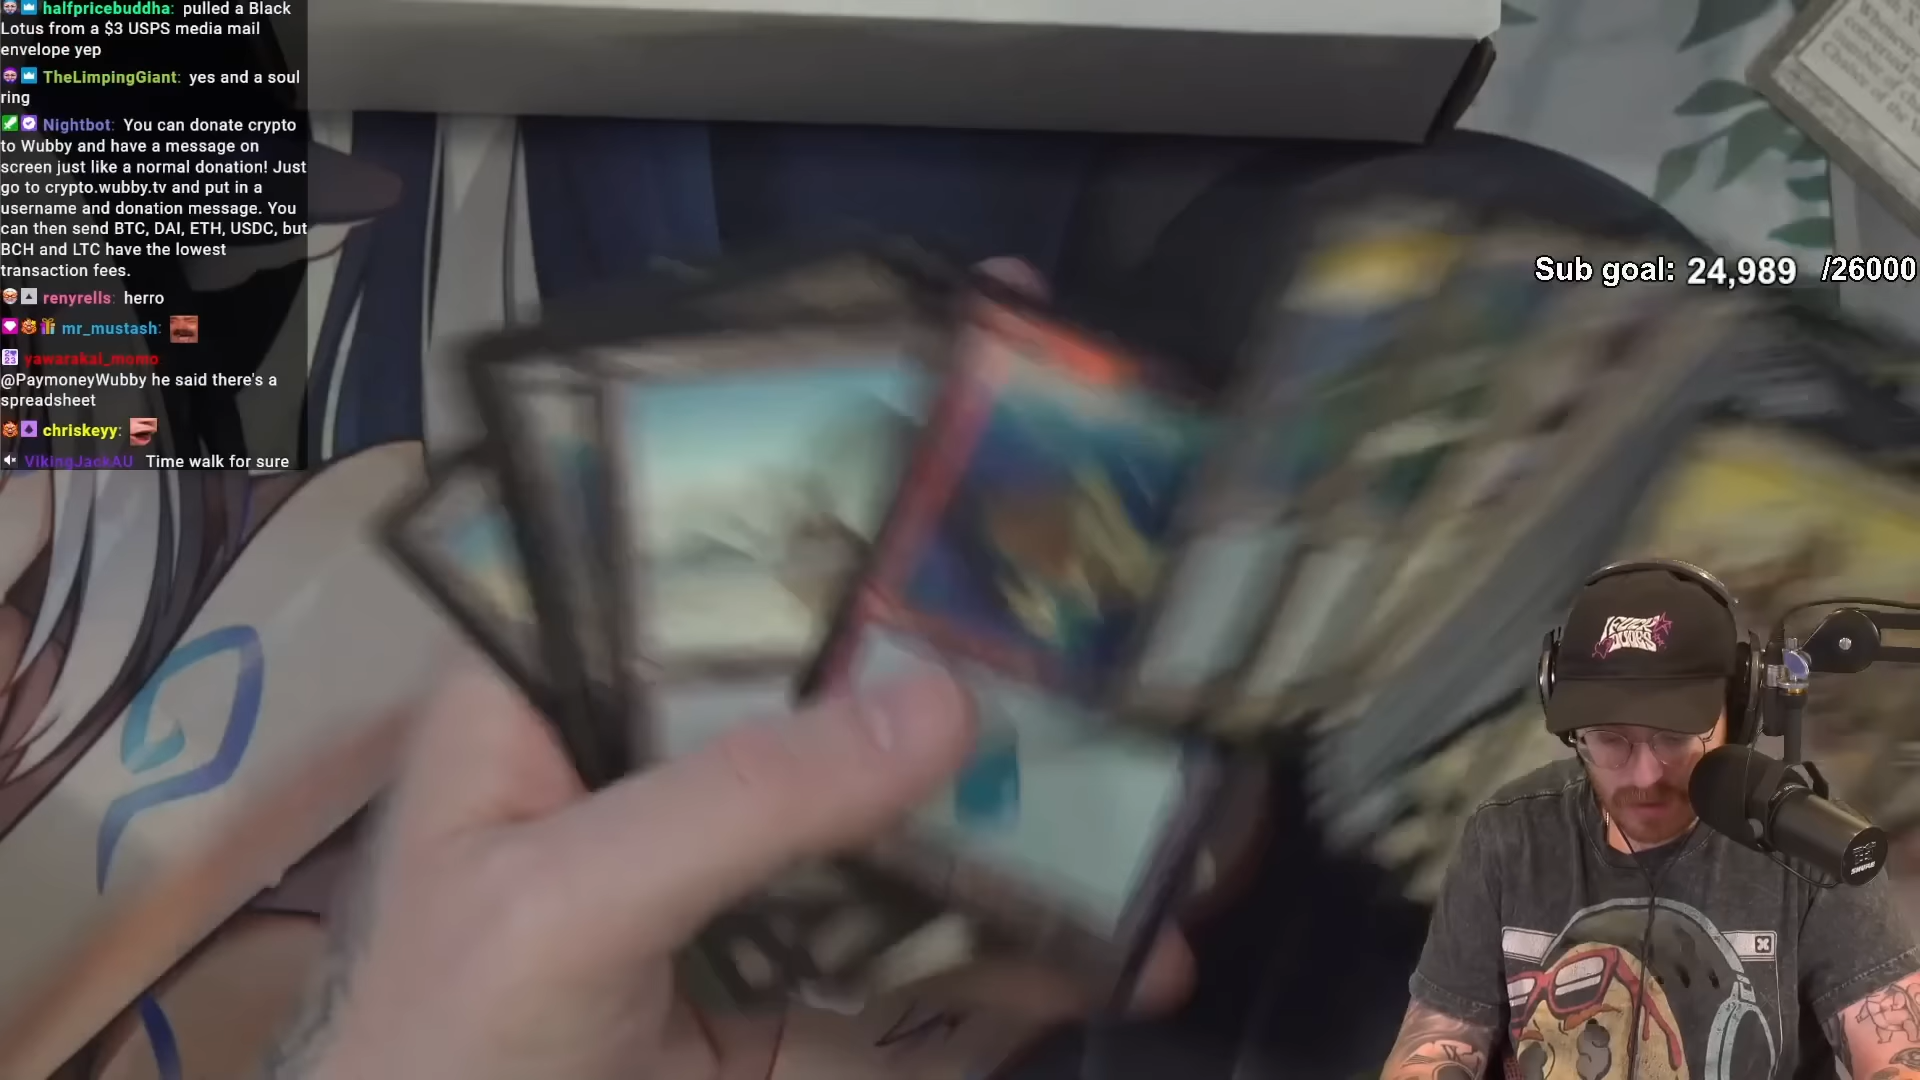 halfpricebuddha: pulled a Black
Lotus from a $3 USPS media mail
envelope yep
TheLimpingGiant: yes and a soul
ring
Nightbot: You can donate crypto
to Wubby and have a message on
screen just like a normal donation! Just
go to crypto.wubby.tv and put in a
username and donation message. You
can then send BTC, DAI, ETH, USDC, but
BCH and LTC have the lowest
transaction fees.
renyrells: herro
mr_mustash:
yawarakai_momo
@PaymoneyWubby he said there's a
spreadsheet
chriskeyy:
VikingJackAU Time walk for sure
Sub goal: 24,989 /26000
SHURE